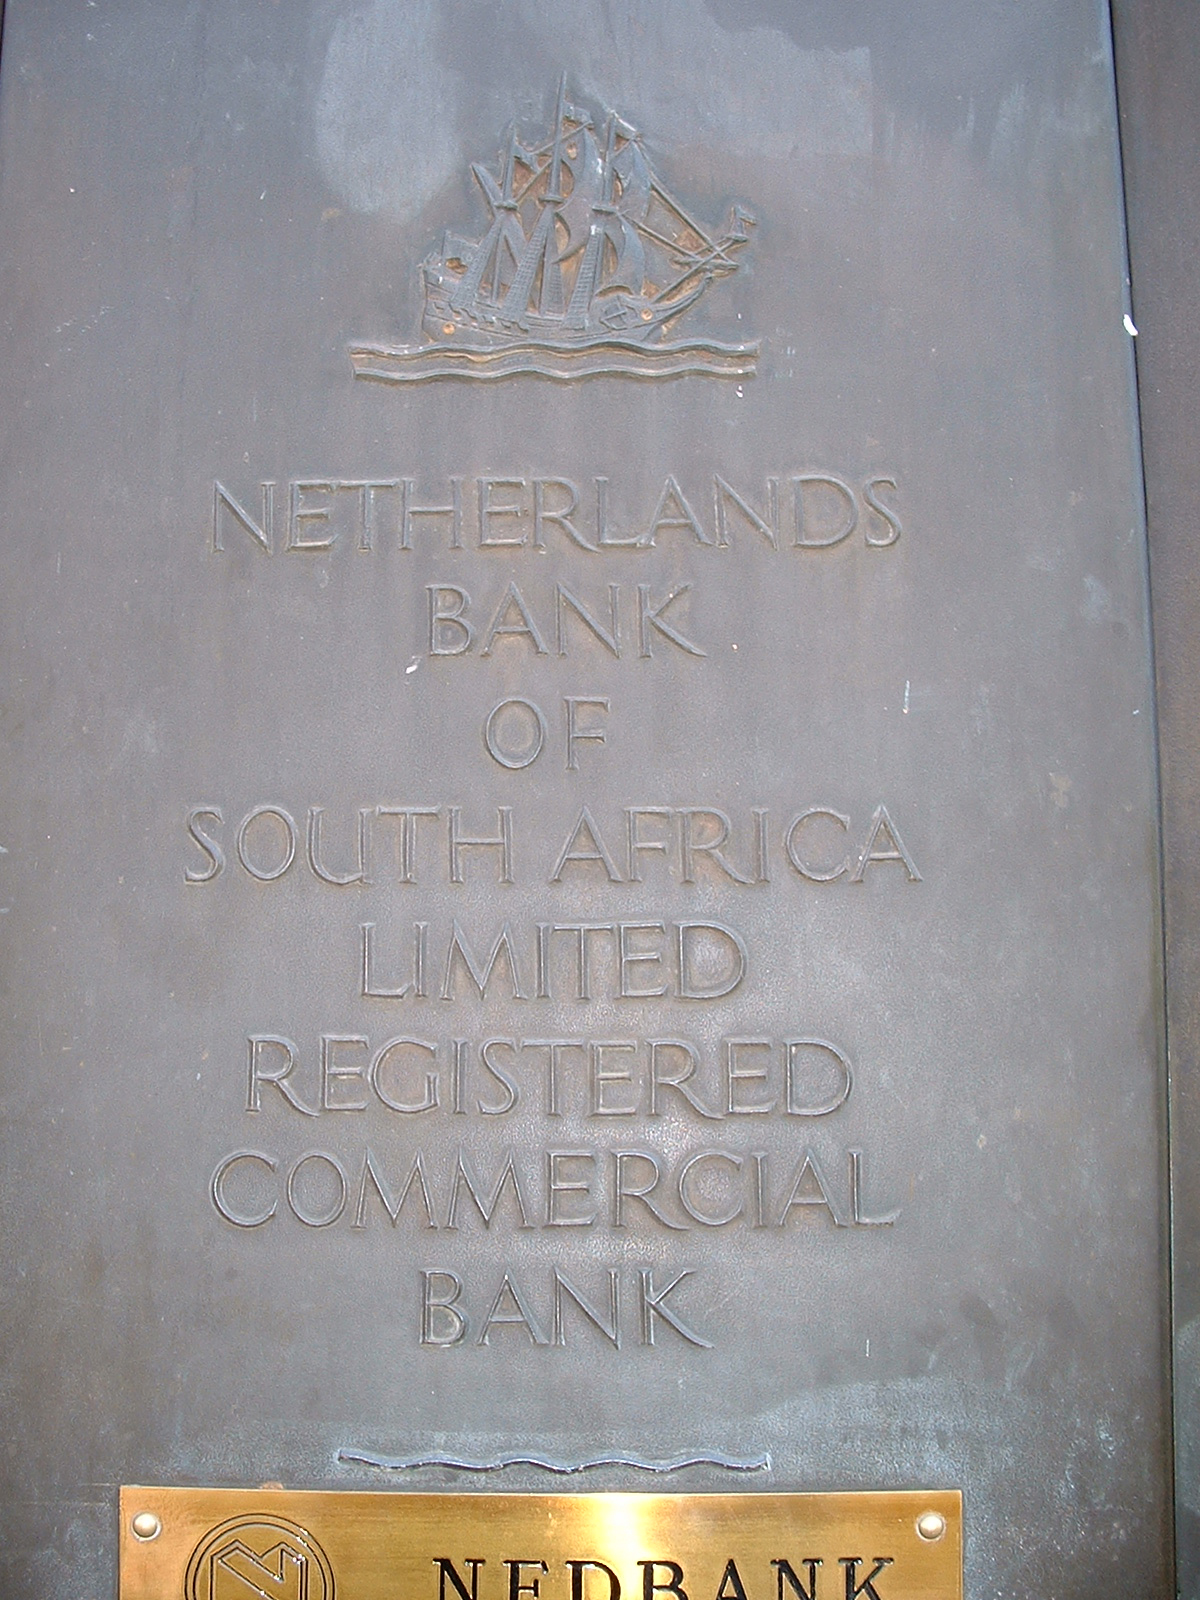 NETHERLANDS
BANK
OF
SOUTH AFRICA
LIMITED
REGISTERED
COMMERCIAL
BANK
NEDBANK